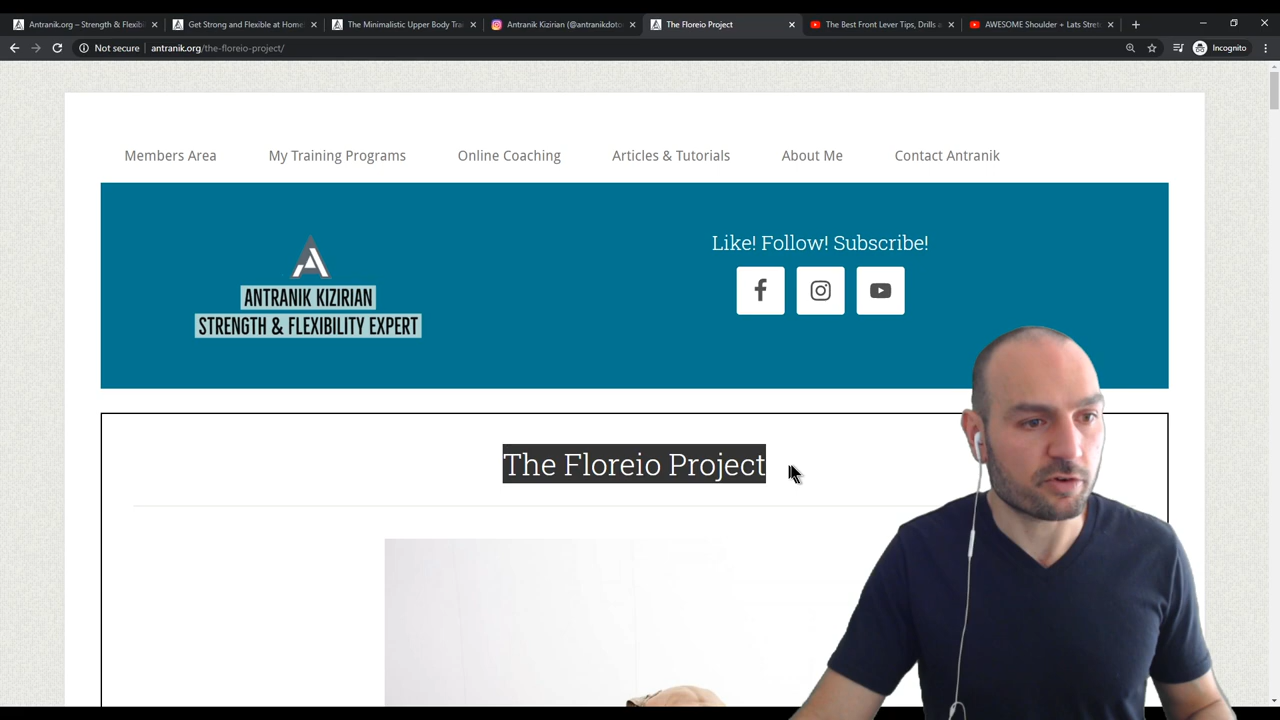 Antranik.org – Strength & Flexibi
Get Strong and Flexible at Home
The Minimalistic Upper Body Tra
Antranik Kizirian (@antranikdoto
The Floreio Project
The Best Front Lever Tips, Drills a
AWESOME Shoulder + Lats Stret
Not secure
antranik.org/the-floreio-project/
Incognito
Members Area
My Training Programs
Online Coaching
Articles & Tutorials
About Me
Contact Antranik
ANTRANIK KIZIRIAN
STRENGTH & FLEXIBILITY EXPERT
Like! Follow! Subscribe!
The Floreio Project